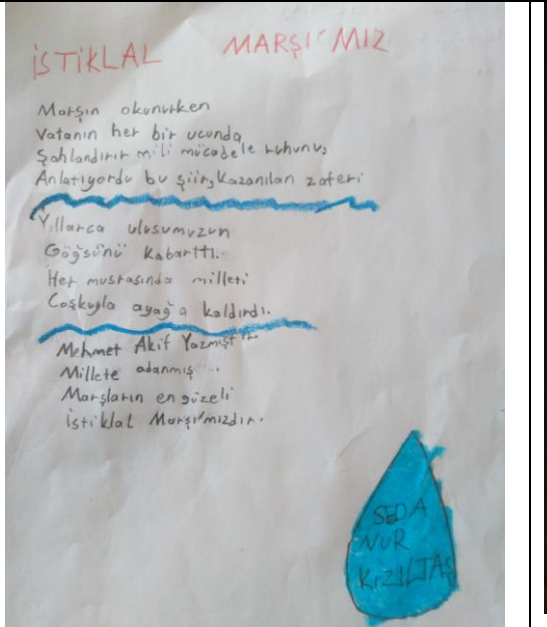 İSTİKLAL MARŞI'MIZ
Marşın okunurken
Vatanın her bir ucunda
Şahlandırır mili mücadele ruhunu,
Anlatıyordu bu şiir, kazanılan zaferi
Yıllarca ulusumuzun
Göğsünü kabarttı.
Her mısrasında milleti
Coşkuyla ayağa kaldırdı.
Mehmet Akif Yazmıştır
Millete adanmış
Marşların en güzeli
İstiklal Marşı'mızdır.
SEDA
NUR
KIZILTAŞ